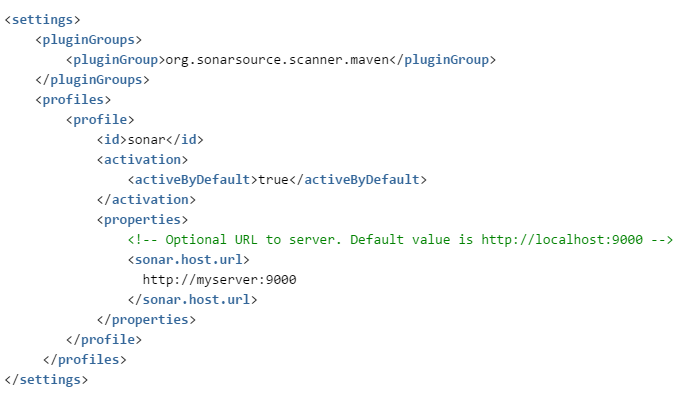 <settings>
    <pluginGroups>
        <pluginGroup>org.sonarsource.scanner.maven</pluginGroup>
    </pluginGroups>
    <profiles>
        <profile>
            <id>sonar</id>
            <activation>
                <activeByDefault>true</activeByDefault>
            </activation>
            <properties>
                <!-- Optional URL to server. Default value is http://localhost:9000 -->
                <sonar.host.url>
                  http://myserver:9000
                </sonar.host.url>
            </properties>
        </profile>
     </profiles>
</settings>